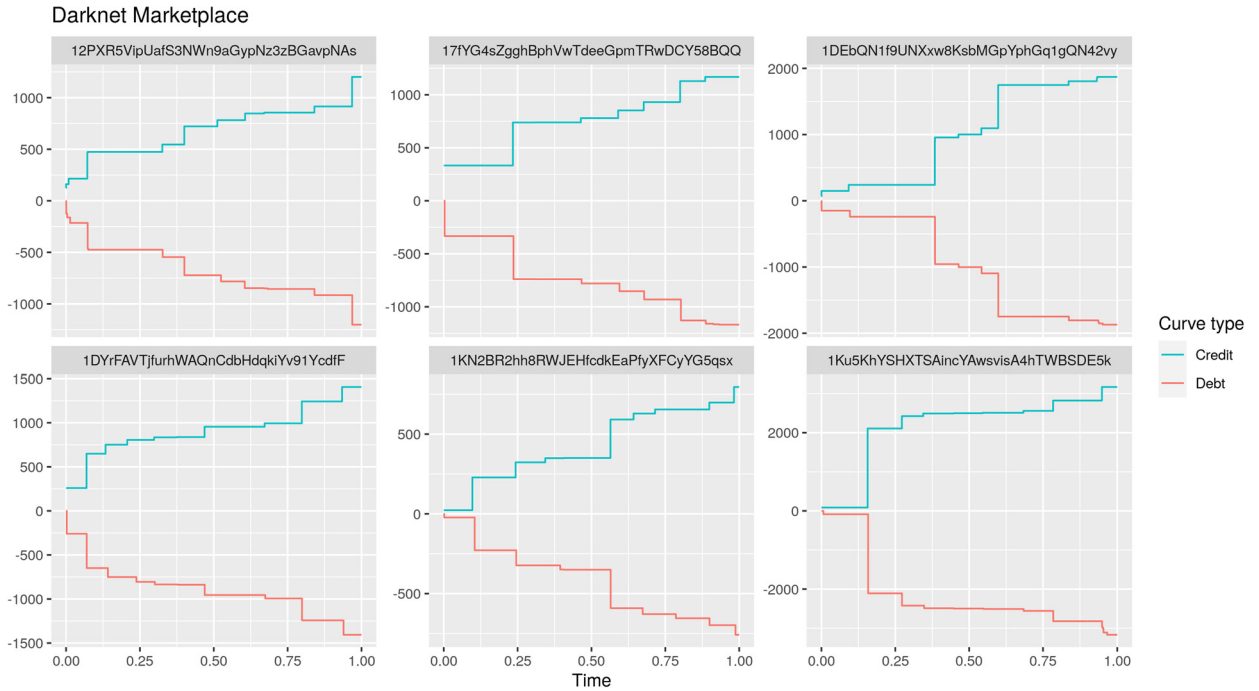 Darknet Marketplace
12PXR5VipUafS3NWn9aGypNz3zBGavpNAs
17fYG4sZgghBphVwTdeeGpmTRwDCY58BQQ
1DEbQN1f9UNXxw8KsbMGpYphGq1gQN42vy
1000
500
0
-500
-1000
1000
500
0
-500
-1000
2000
1000
0
-1000
-2000
1DYrFAVTjfurhWAQnCdbHdqkiYv91YcdfF
1KN2BR2hh8RWJEHfcdkEaPfyXFCyYG5qsx
1Ku5KhYSHXTSAincYAwsvisA4hTWBSDE5k
1500
1000
500
0
-500
-1000
-1500
500
0
-500
2000
0
-2000
0.00 0.25 0.50 0.75 1.00
0.00 0.25 0.50 0.75 1.00
0.00 0.25 0.50 0.75 1.00
Time
Curve type
Credit
Debt